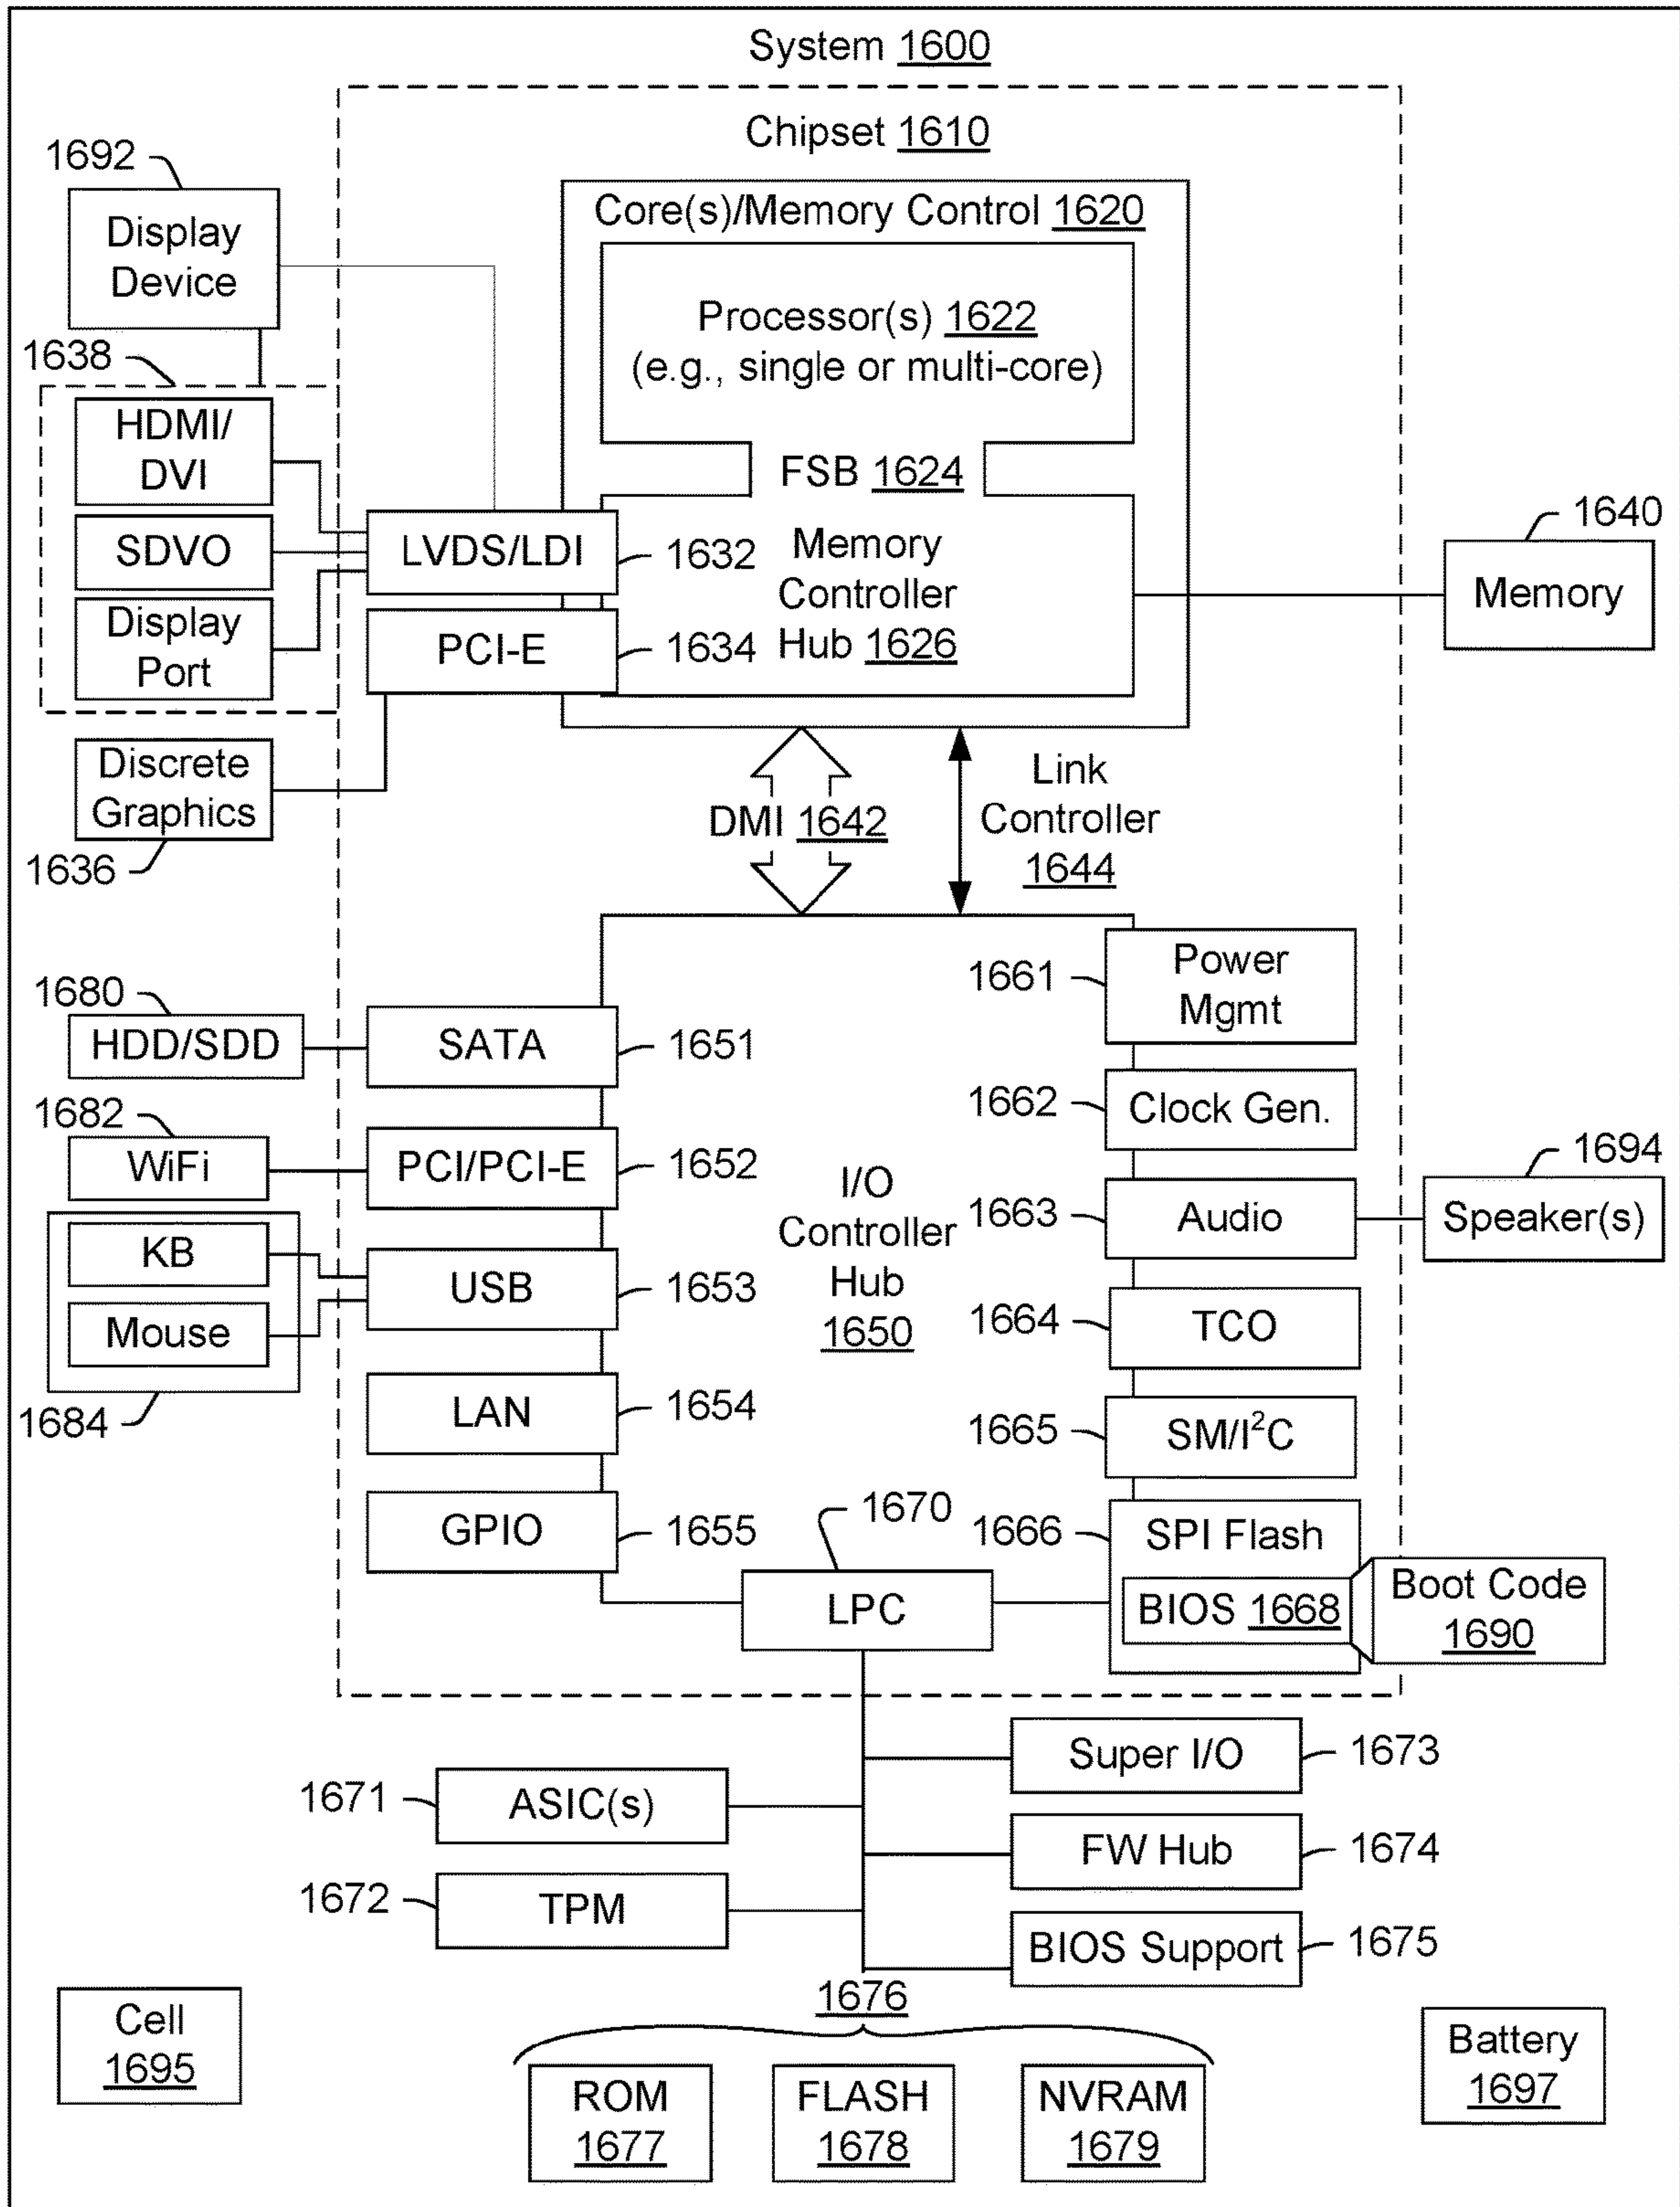 System 1600
Chipset 1610
1692
Display
Device
Core(s)/Memory Control 1620
Processor(s) 1622
(e.g., single or multi-core)
1638
HDMI/
DVI
SDVO
Display
Port
FSB 1624
LVDS/LDI
1632
PCI-E
1634
Memory
Controller
Hub 1626
1640
Memory
Discrete
Graphics
1636
DMI 1642
Link
Controller
1644
1680
HDD/SDD
SATA
1651
1682
WiFi
PCI/PCI-E
1652
KB
Mouse
1684
USB
1653
LAN
1654
GPIO
1655
I/O
Controller
Hub
1650
1661
Power
Mgmt
1662
Clock Gen.
1663
Audio
1694
Speaker(s)
1664
TCO
1665
SM/I²C
1666
SPI Flash
BIOS 1668
Boot Code
1690
1670
LPC
1671
ASIC(s)
1672
TPM
Super I/O
1673
FW Hub
1674
BIOS Support
1675
1676
Cell
1695
ROM
1677
FLASH
1678
NVRAM
1679
Battery
1697